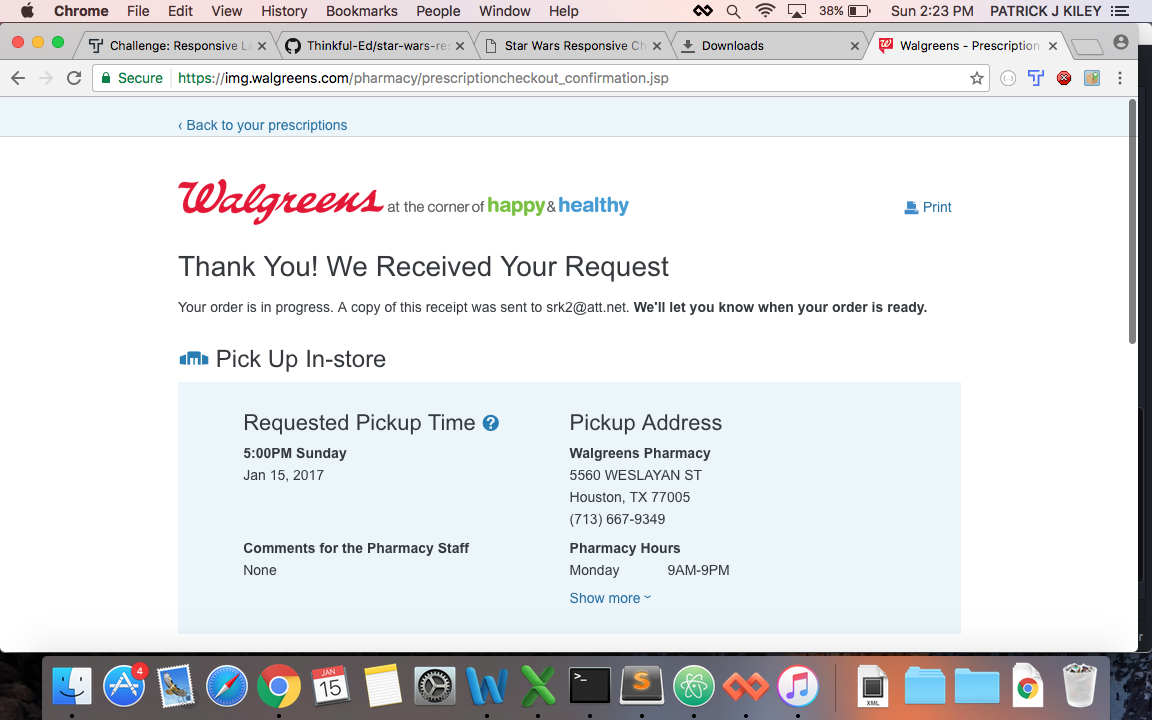 Chrome File Edit View History Bookmarks People Window Help 38% Sun 2:23 PM PATRICK J KILEY
Challenge: Responsive La Thinkful-Ed/star-wars-res Star Wars Responsive Ch Downloads Walgreens - Prescription
Secure https://img.walgreens.com/pharmacy/prescriptioncheckout_confirmation.jsp
‹ Back to your prescriptions
Walgreens at the corner of happy & healthy
Print
Thank You! We Received Your Request
Your order is in progress. A copy of this receipt was sent to srk2@att.net. We'll let you know when your order is ready.
Pick Up In-store
Requested Pickup Time ?
5:00PM Sunday
Jan 15, 2017
Comments for the Pharmacy Staff
None
Pickup Address
Walgreens Pharmacy
5560 WESLAYAN ST
Houston, TX 77005
(713) 667-9349
Pharmacy Hours
Monday 9AM-9PM
Show more
4
JAN
15
XML